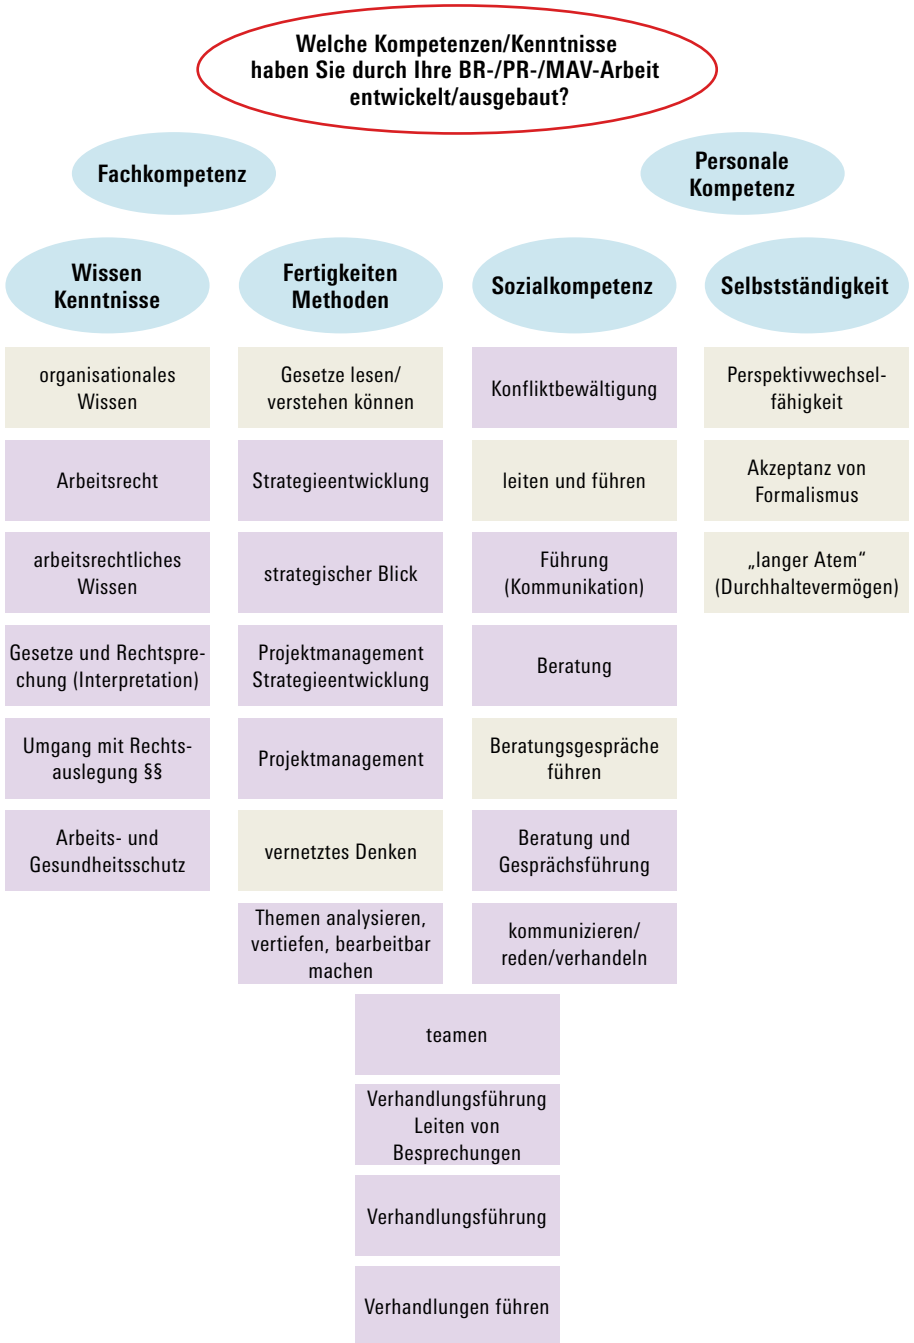 Welche Kompetenzen/Kenntnisse
haben Sie durch Ihre BR-/PR-/MAV-Arbeit
entwickelt/ausgebaut?
Fachkompetenz
Personale
Kompetenz
Wissen
Kenntnisse
Fertigkeiten
Methoden
Sozialkompetenz
Selbstständigkeit
organisationales
Wissen
Arbeitsrecht
arbeitsrechtliches
Wissen
Gesetze und Rechtspre-
chung (Interpretation)
Umgang mit Rechts-
auslegung §§
Arbeits- und
Gesundheitsschutz
Gesetze lesen/
verstehen können
Strategieentwicklung
strategischer Blick
Projektmanagement
Strategieentwicklung
Projektmanagement
vernetztes Denken
Themen analysieren,
vertiefen, bearbeitbar
machen
Konfliktbewältigung
leiten und führen
Führung
(Kommunikation)
Beratung
Beratungsgespräche
führen
Beratung und
Gesprächsführung
kommunizieren/
reden/verhandeln
Perspektivwechsel-
fähigkeit
Akzeptanz von
Formalismus
„langer Atem“
(Durchhaltevermögen)
teamen
Verhandlungsführung
Leiten von
Besprechungen
Verhandlungsführung
Verhandlungen führen